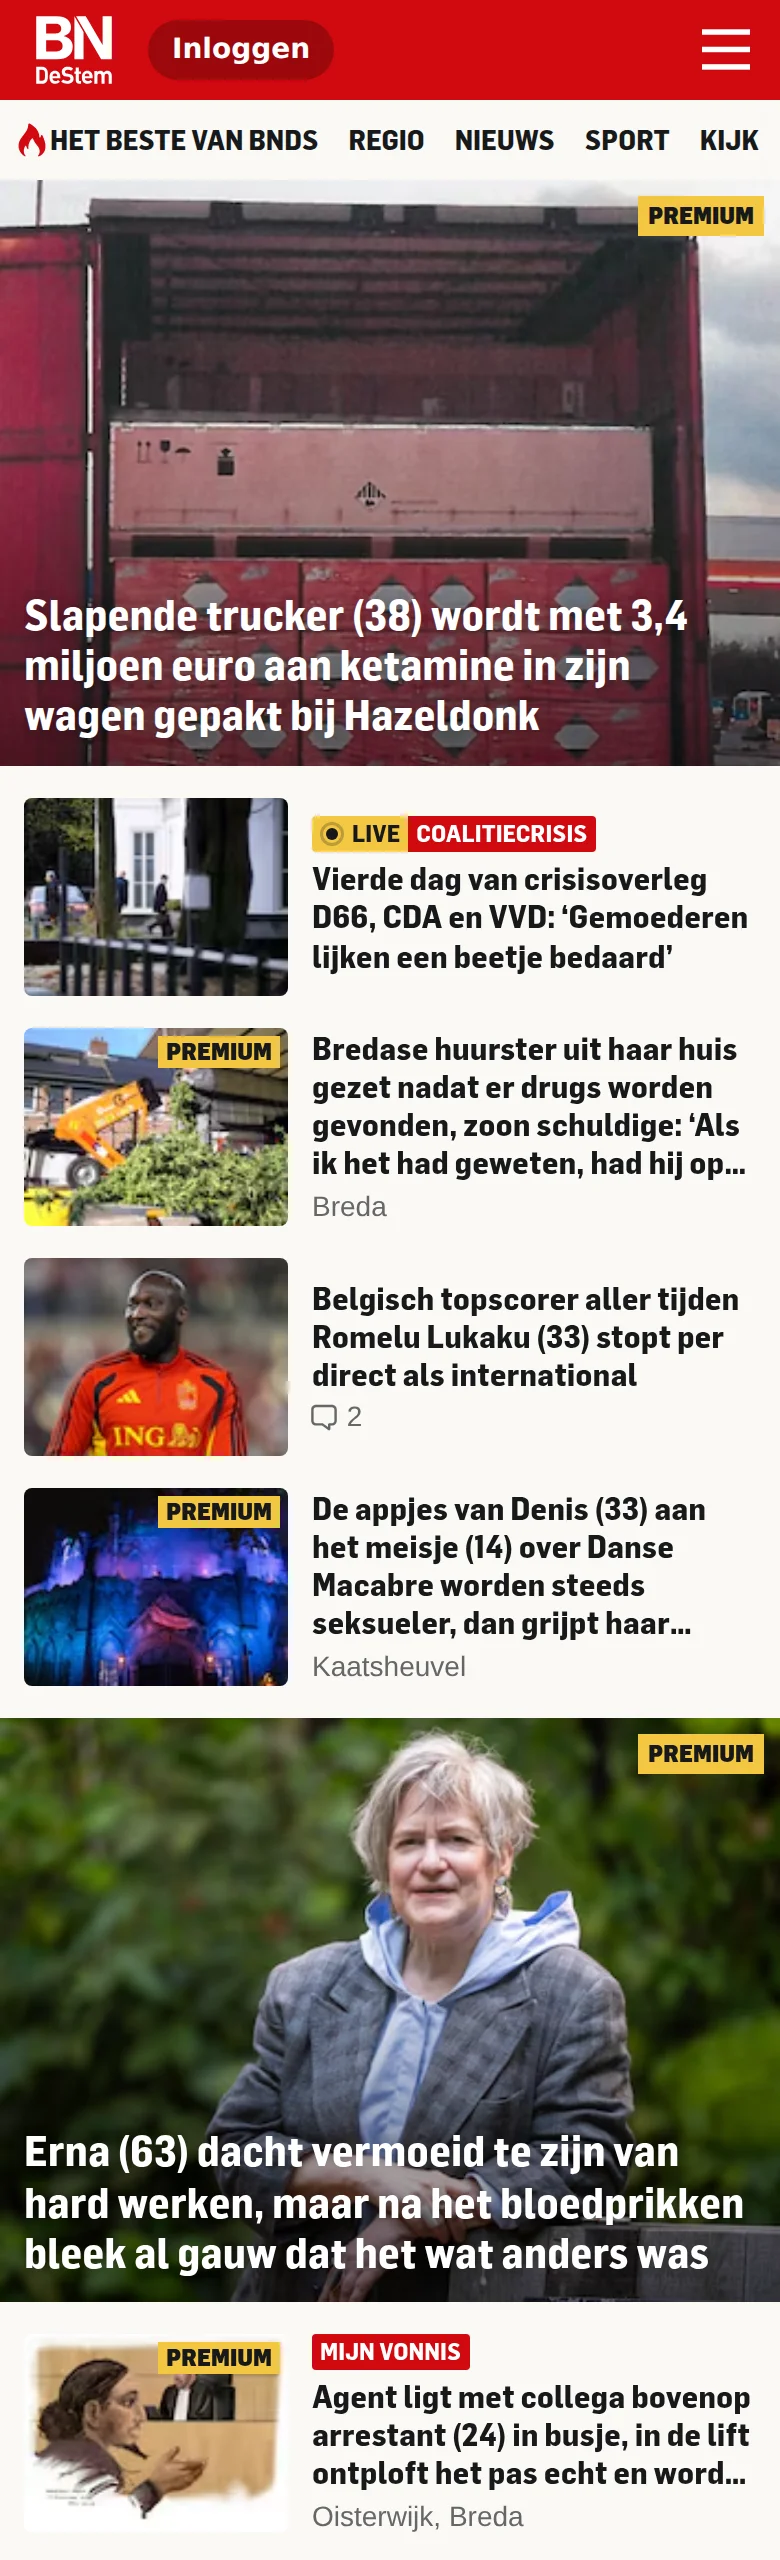 BN
DeStem
Inloggen
HET BESTE VAN BNDS
REGIO
NIEUWS
SPORT
KIJK
PREMIUM
Slapende trucker (38) wordt met 3,4
miljoen euro aan ketamine in zijn
wagen gepakt bij Hazeldonk
LIVE COALITIECRISIS
Vierde dag van crisisoverleg
D66, CDA en VVD: ‘Gemoederen
lijken een beetje bedaard’
PREMIUM
Bredase huurster uit haar huis
gezet nadat er drugs worden
gevonden, zoon schuldige: ‘Als
ik het had geweten, had hij op...
Breda
ING
Belgisch topscorer aller tijden
Romelu Lukaku (33) stopt per
direct als international
2
PREMIUM
De appjes van Denis (33) aan
het meisje (14) over Danse
Macabre worden steeds
seksueler, dan grijpt haar...
Kaatsheuvel
PREMIUM
Erna (63) dacht vermoeid te zijn van
hard werken, maar na het bloedprikken
bleek al gauw dat het wat anders was
PREMIUM
MIJN VONNIS
Agent ligt met collega bovenop
arrestant (24) in busje, in de lift
ontploft het pas echt en word...
Oisterwijk, Breda